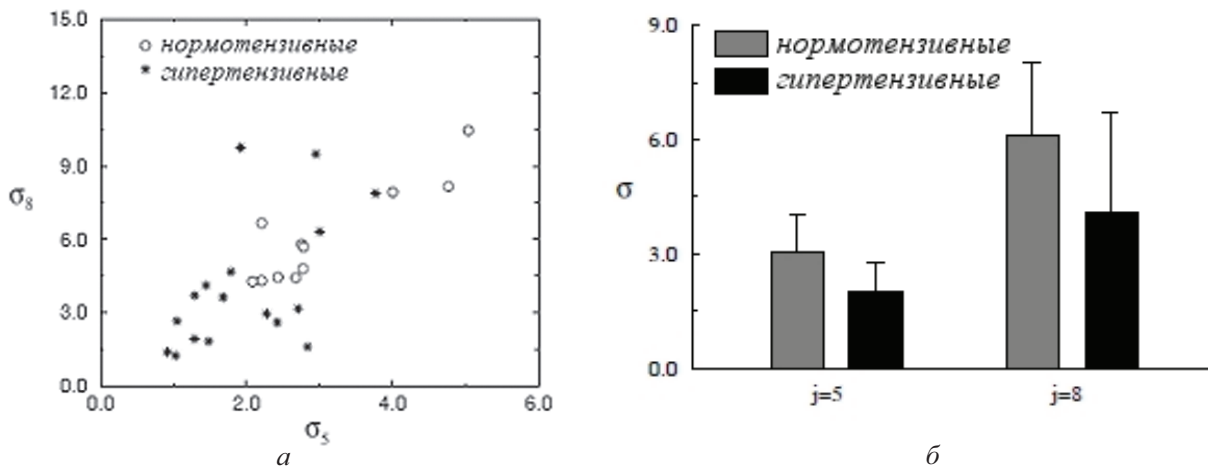 15.0
нормотензивные
гипертензивные
12.0
9.0
σ₈
6.0
3.0
0.0
0.0 2.0 4.0 6.0
σ₅
а
9.0
нормотензивные
гипертензивные
6.0
σ
3.0
0.0
j=5 j=8
б